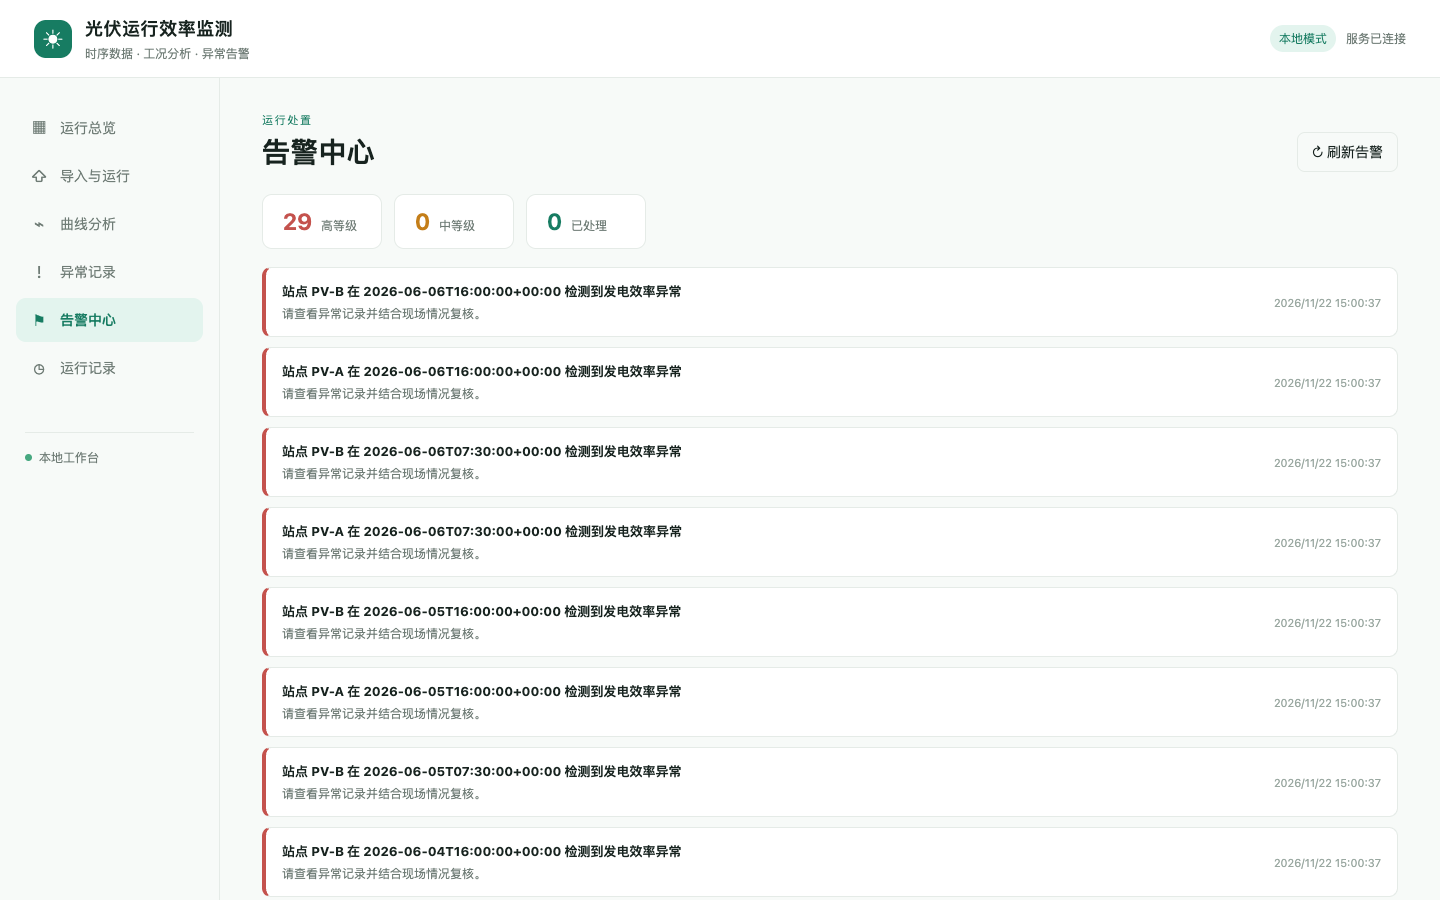 光伏运行效率监测
时序数据 · 工况分析 · 异常告警
本地模式
服务已连接
运行总览
导入与运行
曲线分析
异常记录
告警中心
运行记录
本地工作台
运行处置
告警中心
刷新告警
29 高等级
0 中等级
0 已处理
站点 PV-B 在 2026-06-06T16:00:00+00:00 检测到发电效率异常
请查看异常记录并结合现场情况复核。
2026/11/22 15:00:37
站点 PV-A 在 2026-06-06T16:00:00+00:00 检测到发电效率异常
请查看异常记录并结合现场情况复核。
2026/11/22 15:00:37
站点 PV-B 在 2026-06-06T07:30:00+00:00 检测到发电效率异常
请查看异常记录并结合现场情况复核。
2026/11/22 15:00:37
站点 PV-A 在 2026-06-06T07:30:00+00:00 检测到发电效率异常
请查看异常记录并结合现场情况复核。
2026/11/22 15:00:37
站点 PV-B 在 2026-06-05T16:00:00+00:00 检测到发电效率异常
请查看异常记录并结合现场情况复核。
2026/11/22 15:00:37
站点 PV-A 在 2026-06-05T16:00:00+00:00 检测到发电效率异常
请查看异常记录并结合现场情况复核。
2026/11/22 15:00:37
站点 PV-B 在 2026-06-05T07:30:00+00:00 检测到发电效率异常
请查看异常记录并结合现场情况复核。
2026/11/22 15:00:37
站点 PV-B 在 2026-06-04T16:00:00+00:00 检测到发电效率异常
请查看异常记录并结合现场情况复核。
2026/11/22 15:00:37